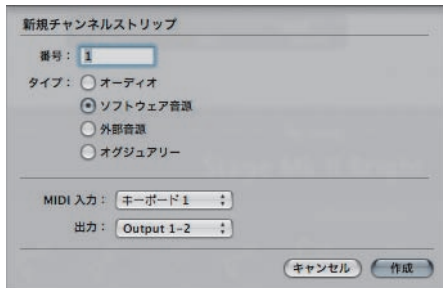 新規チャンネルストリップ
番号： 1
タイプ： オーディオ
ソフトウェア音源
外部音源
オグジュアリー
MIDI 入力： キーボード 1
出力： Output 1-2
キャンセル 作成